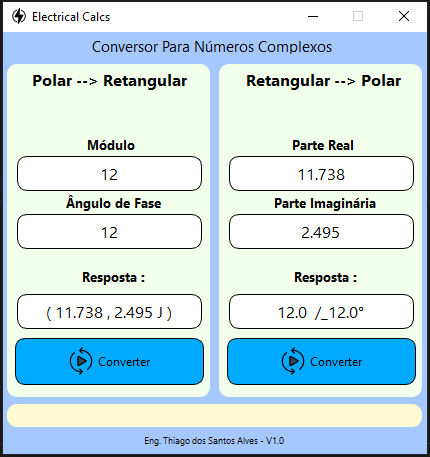 Electrical Calcs
Conversor Para Números Complexos
Polar --> Retangular
Módulo
12
Ângulo de Fase
12
Resposta :
( 11.738 , 2.495 J )
Converter
Retangular --> Polar
Parte Real
11.738
Parte Imaginária
2.495
Resposta :
12.0 /_12.0°
Converter
Eng. Thiago dos Santos Alves - V1.0